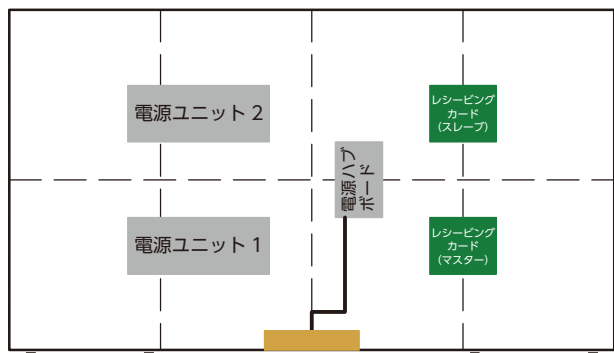 電源ユニット 2
レシービング
カード
（スレーブ）
電源ハブ
ボード
電源ユニット 1
レシービング
カード
（マスター）